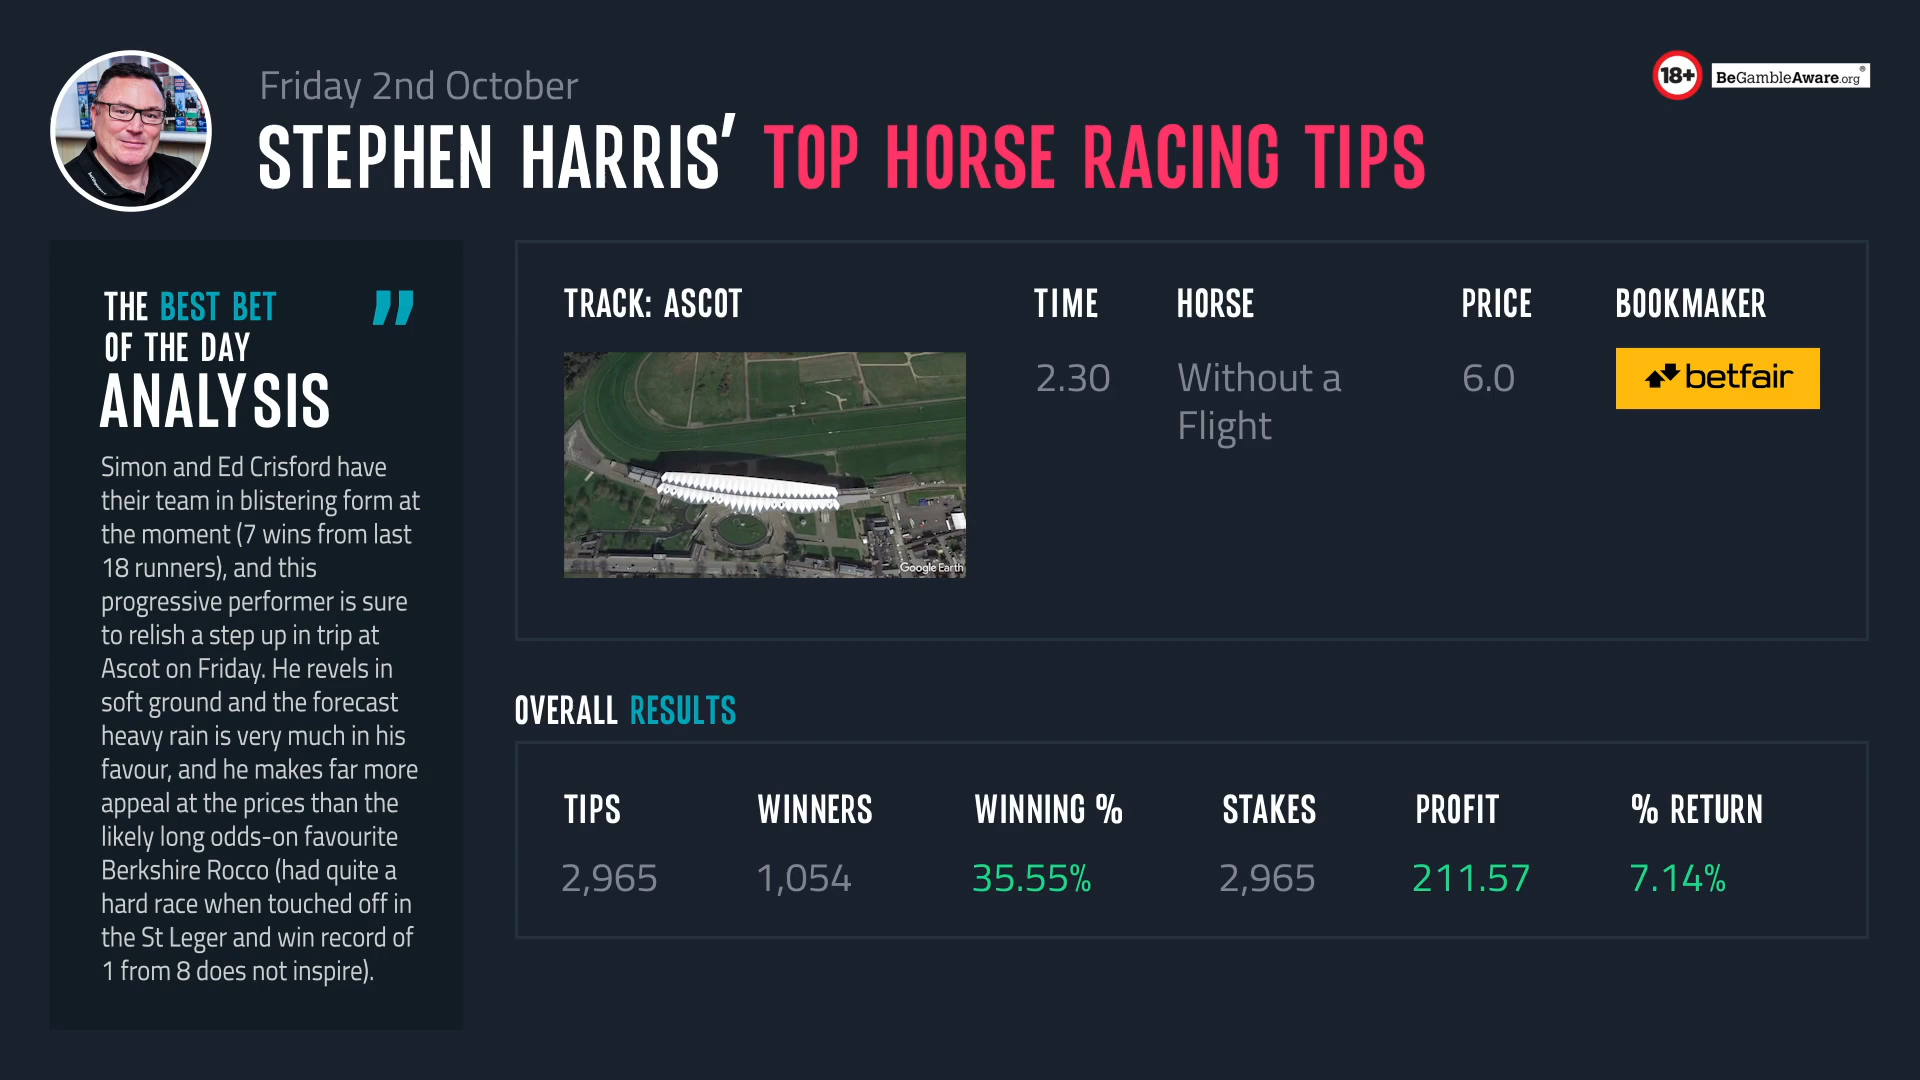 Friday 2nd October
STEPHEN HARRIS' TOP HORSE RACING TIPS
18+ BeGambleAware.org®
THE BEST BET
OF THE DAY
ANALYSIS
Simon and Ed Crisford have
their team in blistering form at
the moment (7 wins from last
18 runners), and this
progressive performer is sure
to relish a step up in trip at
Ascot on Friday. He revels in
soft ground and the forecast
heavy rain is very much in his
favour, and he makes far more
appeal at the prices than the
likely long odds-on favourite
Berkshire Rocco (had quite a
hard race when touched off in
the St Leger and win record of
1 from 8 does not inspire).
TRACK: ASCOT TIME HORSE PRICE BOOKMAKER
2.30 Without a 6.0 betfair
Flight
Google Earth
OVERALL RESULTS
TIPS WINNERS WINNING % STAKES PROFIT % RETURN
2,965 1,054 35.55% 2,965 211.57 7.14%